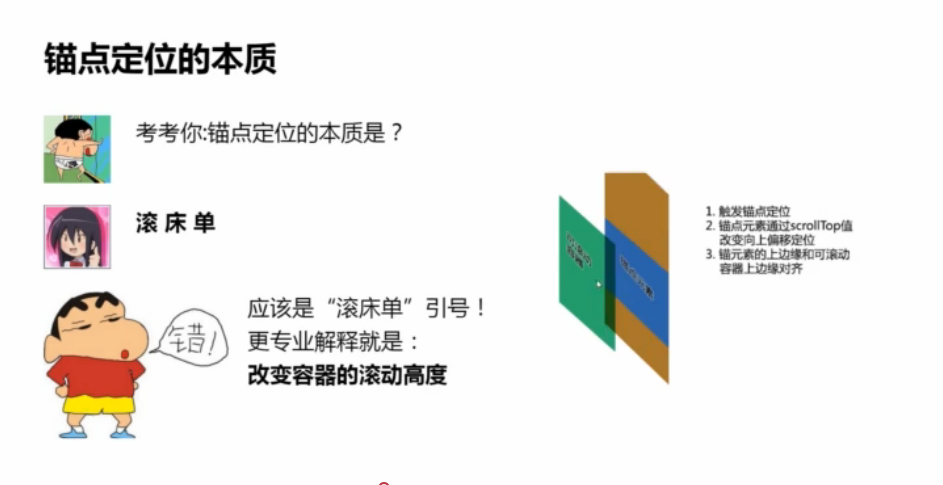 锚点定位的本质
考考你:锚点定位的本质是？
滚 床 单
错!
应该是“滚床单”引号！
更专业解释就是：
改变容器的滚动高度
锚点元素
1. 触发锚点定位
2. 锚点元素通过scrollTop值
改变向上偏移定位
3. 锚元素的上边缘和可滚动
容器上边缘对齐